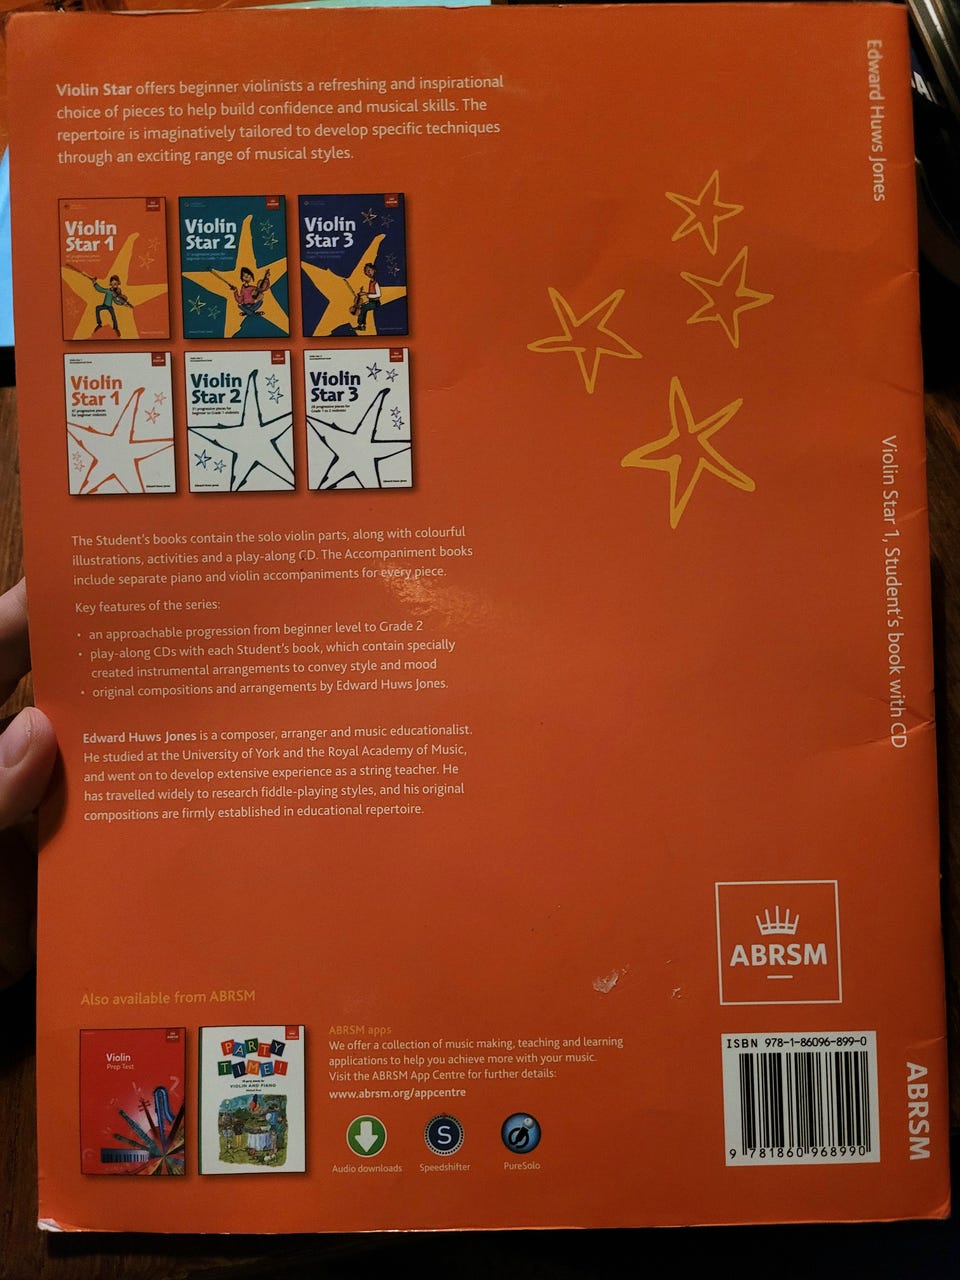 Violin Star offers beginner violinists a refreshing and inspirational
choice of pieces to help build confidence and musical skills. The
repertoire is imaginatively tailored to develop specific techniques
through an exciting range of musical styles.
Violin
Star 1
Violin
Star 2
Violin
Star 3
Violin
Star 1
Violin
Star 2
Violin
Star 3
The Student's books contain the solo violin parts, along with colourful
illustrations, activities and a play-along CD. The Accompaniment books
include separate piano and violin accompaniments for every piece.
Key features of the series:
• an approachable progression from beginner level to Grade 2
• play-along CDs with each Student's book, which contain specially
created instrumental arrangements to convey style and mood
• original compositions and arrangements by Edward Huws Jones.
Edward Huws Jones is a composer, arranger and music educationalist.
He studied at the University of York and the Royal Academy of Music,
and went on to develop extensive experience as a string teacher. He
has travelled widely to research fiddle-playing styles, and his original
compositions are firmly established in educational repertoire.
Also available from ABRSM
Violin
Prep Test
PARTY
TIME!
VIOLIN AND PIANO
ABRSM apps
We offer a collection of music making, teaching and learning
applications to help you achieve more with your music.
Visit the ABRSM App Centre for further details:
www.abrsm.org/appcentre
Audio downloads
S
Speedshifter
PureSolo
ABRSM
ISBN 978-1-86096-899-0
9 781860 968990
Edward Huws Jones
Violin Star 1, Student's book with CD
ABRSM